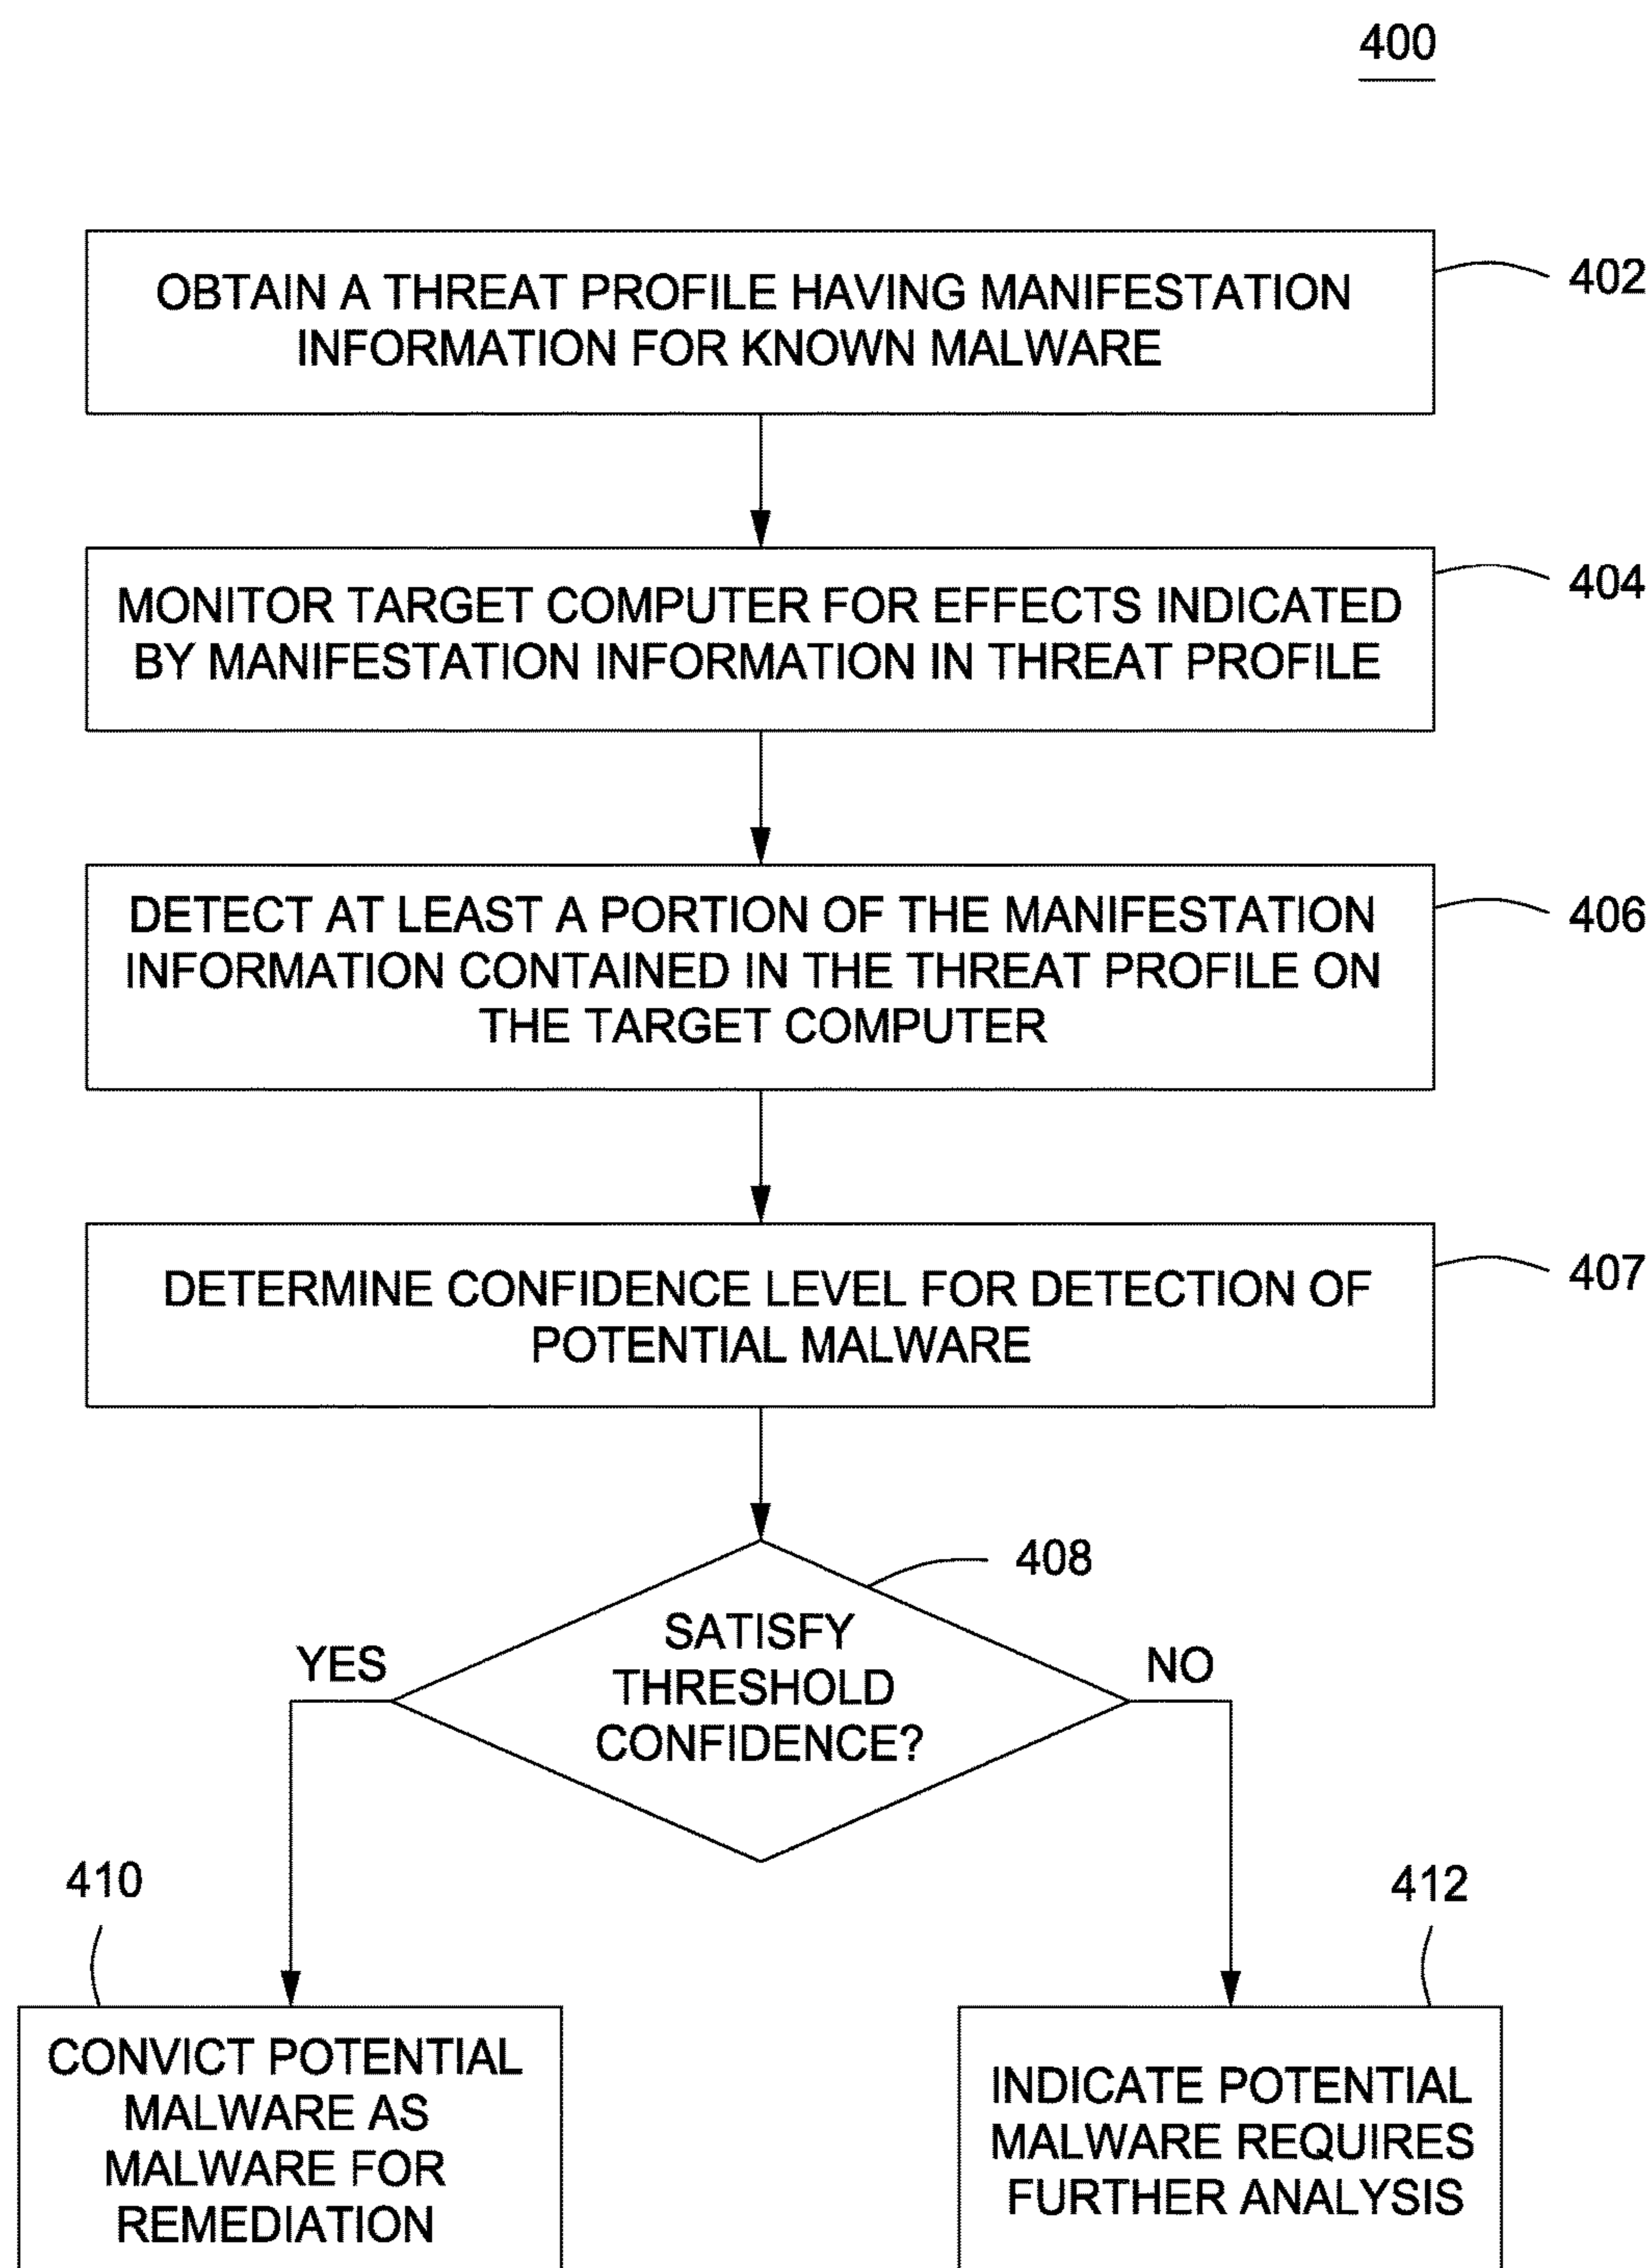 400
OBTAIN A THREAT PROFILE HAVING MANIFESTATION
INFORMATION FOR KNOWN MALWARE
402
MONITOR TARGET COMPUTER FOR EFFECTS INDICATED
BY MANIFESTATION INFORMATION IN THREAT PROFILE
404
DETECT AT LEAST A PORTION OF THE MANIFESTATION
INFORMATION CONTAINED IN THE THREAT PROFILE ON
THE TARGET COMPUTER
406
DETERMINE CONFIDENCE LEVEL FOR DETECTION OF
POTENTIAL MALWARE
407
408
SATISFY
THRESHOLD
CONFIDENCE?
YES
NO
410
CONVICT POTENTIAL
MALWARE AS
MALWARE FOR
REMEDIATION
412
INDICATE POTENTIAL
MALWARE REQUIRES
FURTHER ANALYSIS